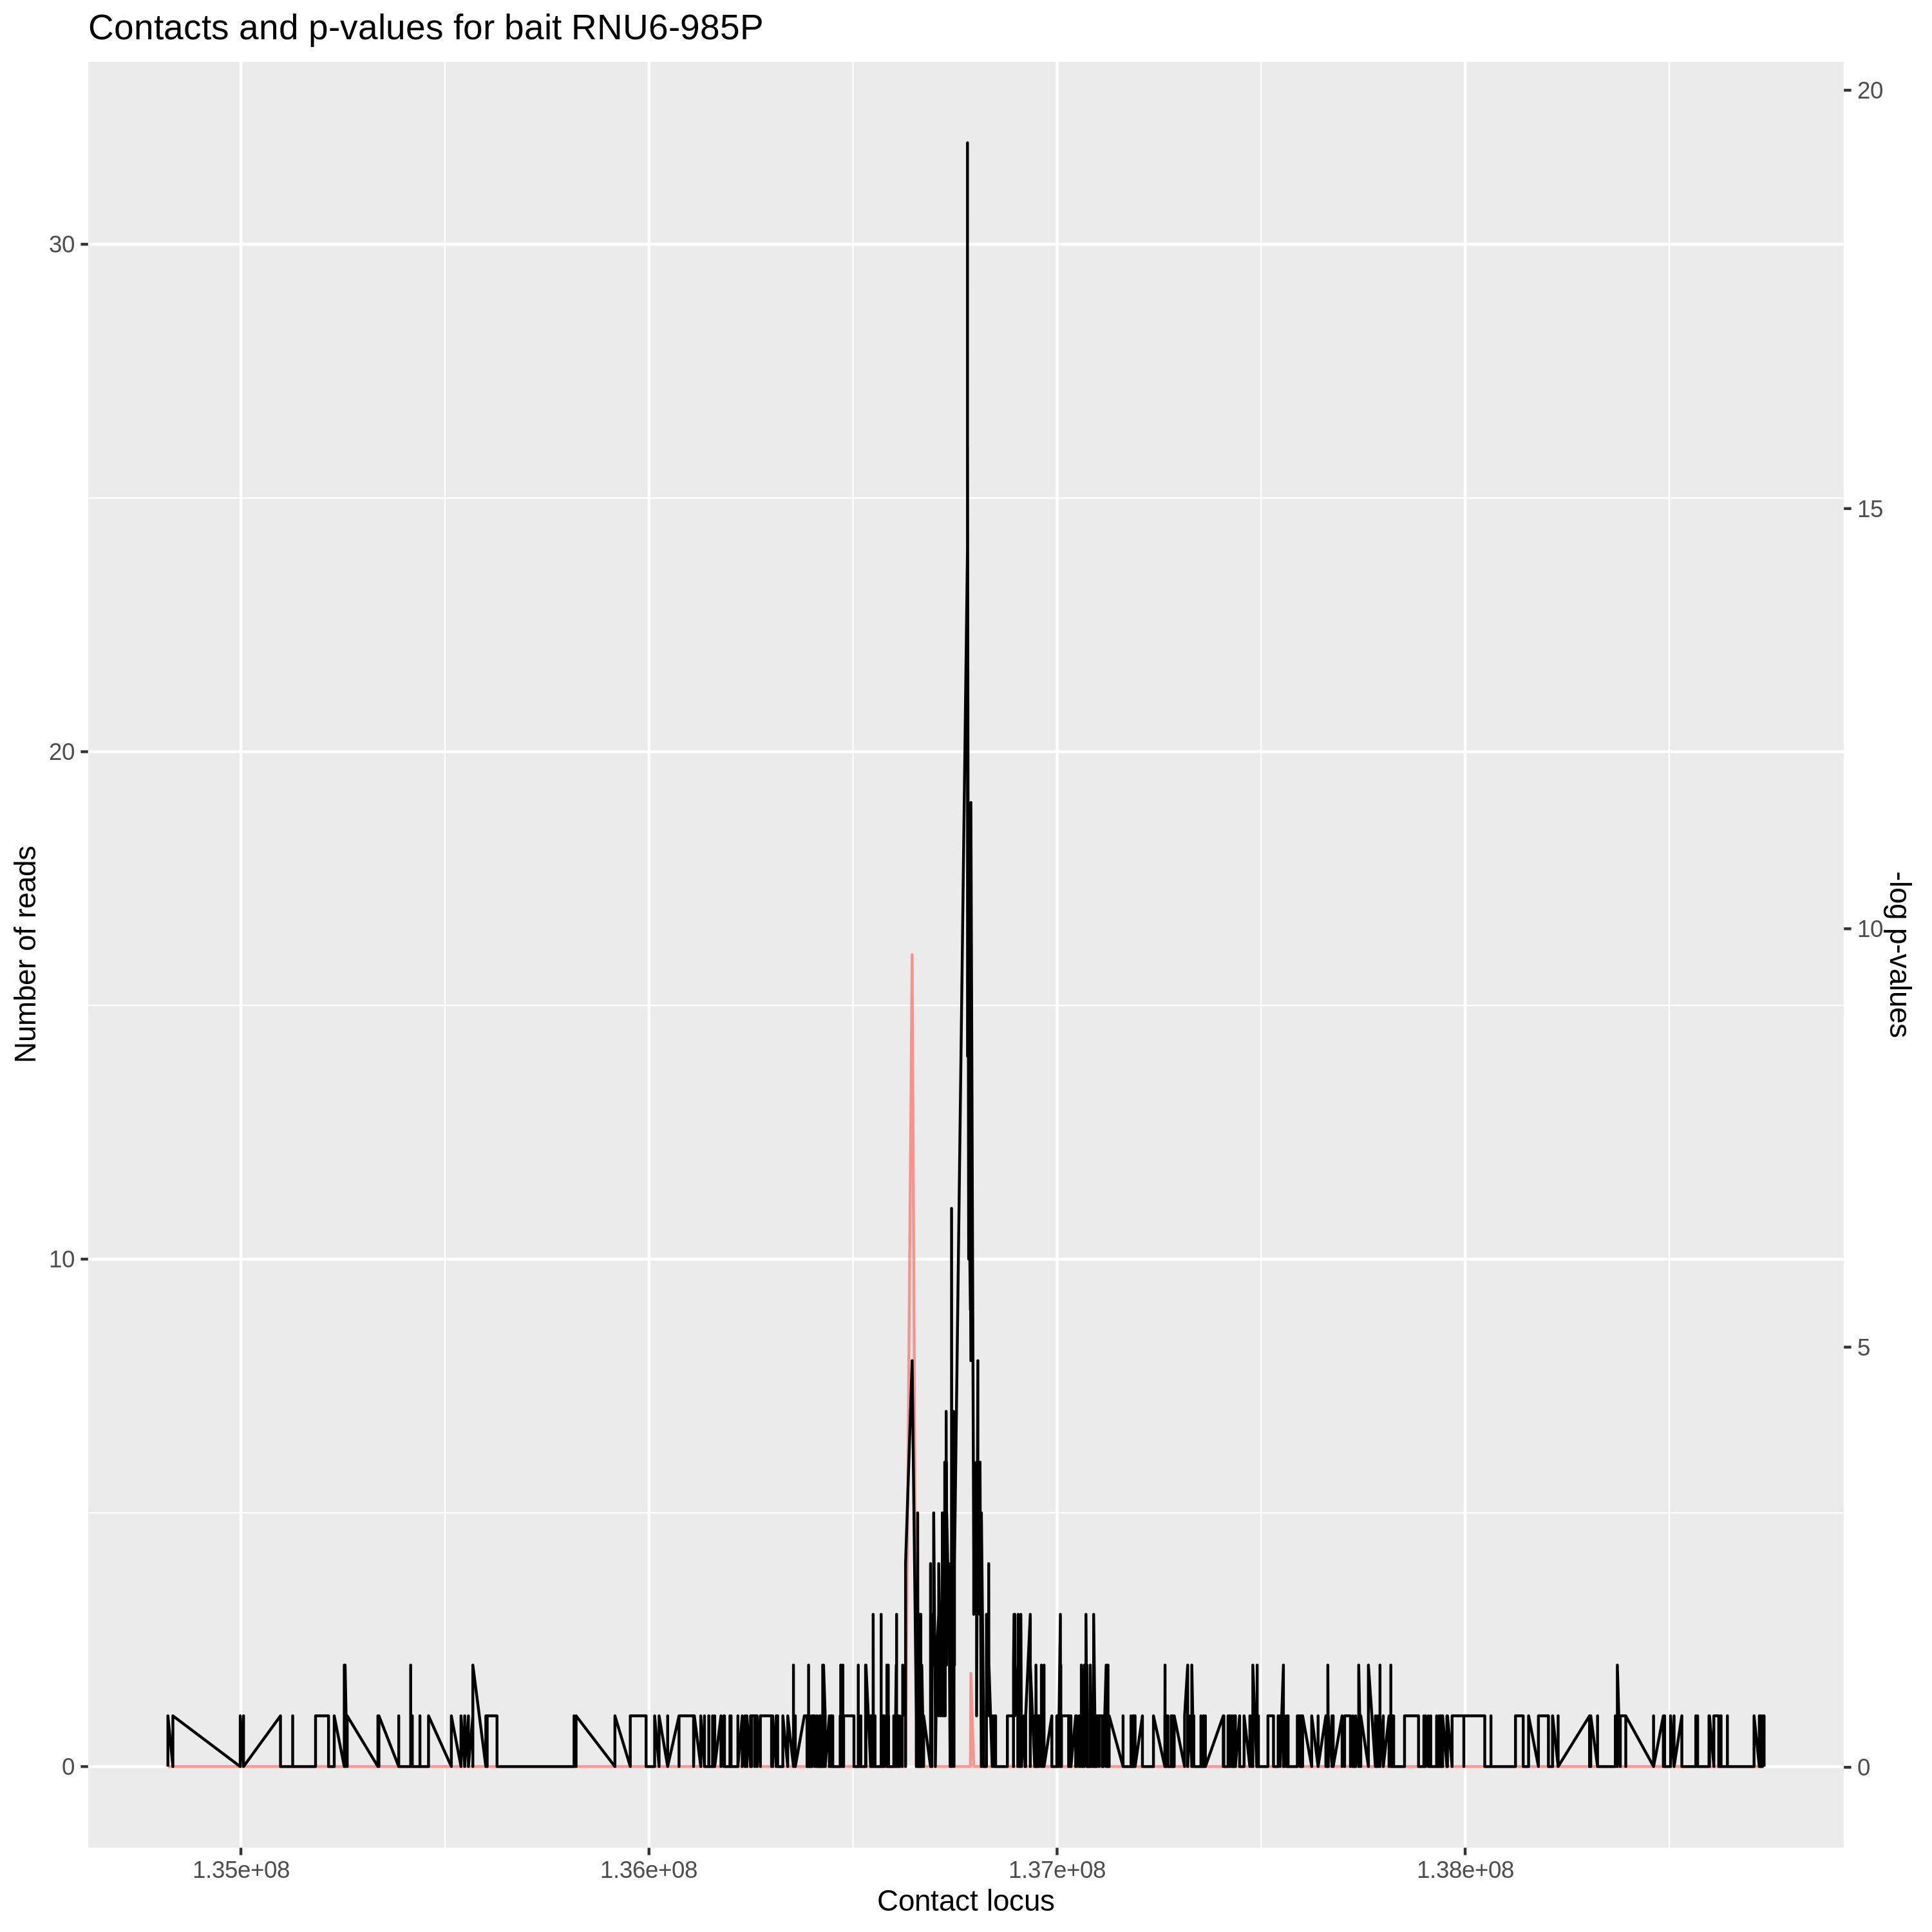 Contacts and p-values for bait RNU6-985P
20
30
15
20
Number of reads
-log p-values
10
10
5
0
0
1.35e+08
1.36e+08
1.37e+08
1.38e+08
Contact locus